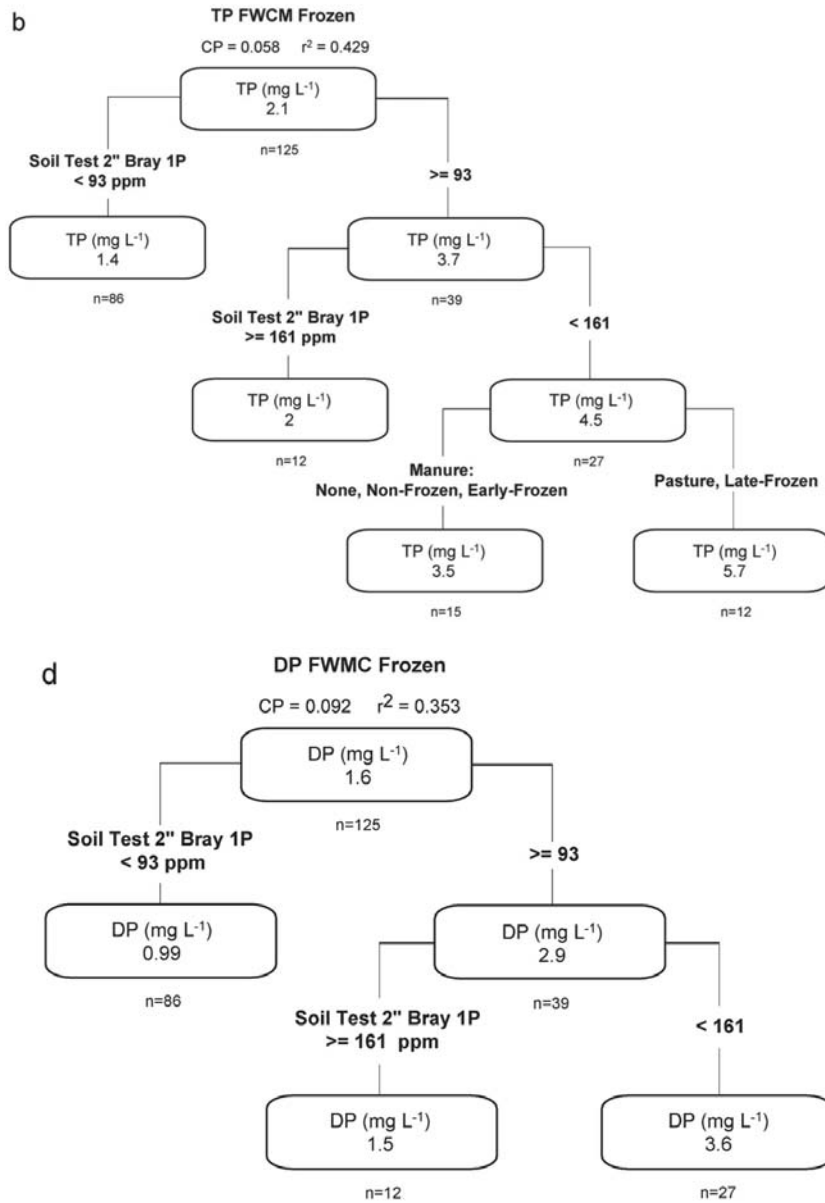 b
TP FWCM Frozen
CP = 0.058 r² = 0.429
TP (mg L⁻¹)
2.1
n=125
Soil Test 2" Bray 1P
< 93 ppm
>= 93
TP (mg L⁻¹)
1.4
n=86
TP (mg L⁻¹)
3.7
n=39
Soil Test 2" Bray 1P
>= 161 ppm
< 161
TP (mg L⁻¹)
2
n=12
TP (mg L⁻¹)
4.5
n=27
Manure:
None, Non-Frozen, Early-Frozen
Pasture, Late-Frozen
TP (mg L⁻¹)
3.5
n=15
TP (mg L⁻¹)
5.7
n=12
d
DP FWMC Frozen
CP = 0.092 r² = 0.353
DP (mg L⁻¹)
1.6
n=125
Soil Test 2" Bray 1P
< 93 ppm
>= 93
DP (mg L⁻¹)
0.99
n=86
DP (mg L⁻¹)
2.9
n=39
Soil Test 2" Bray 1P
>= 161 ppm
< 161
DP (mg L⁻¹)
1.5
n=12
DP (mg L⁻¹)
3.6
n=27